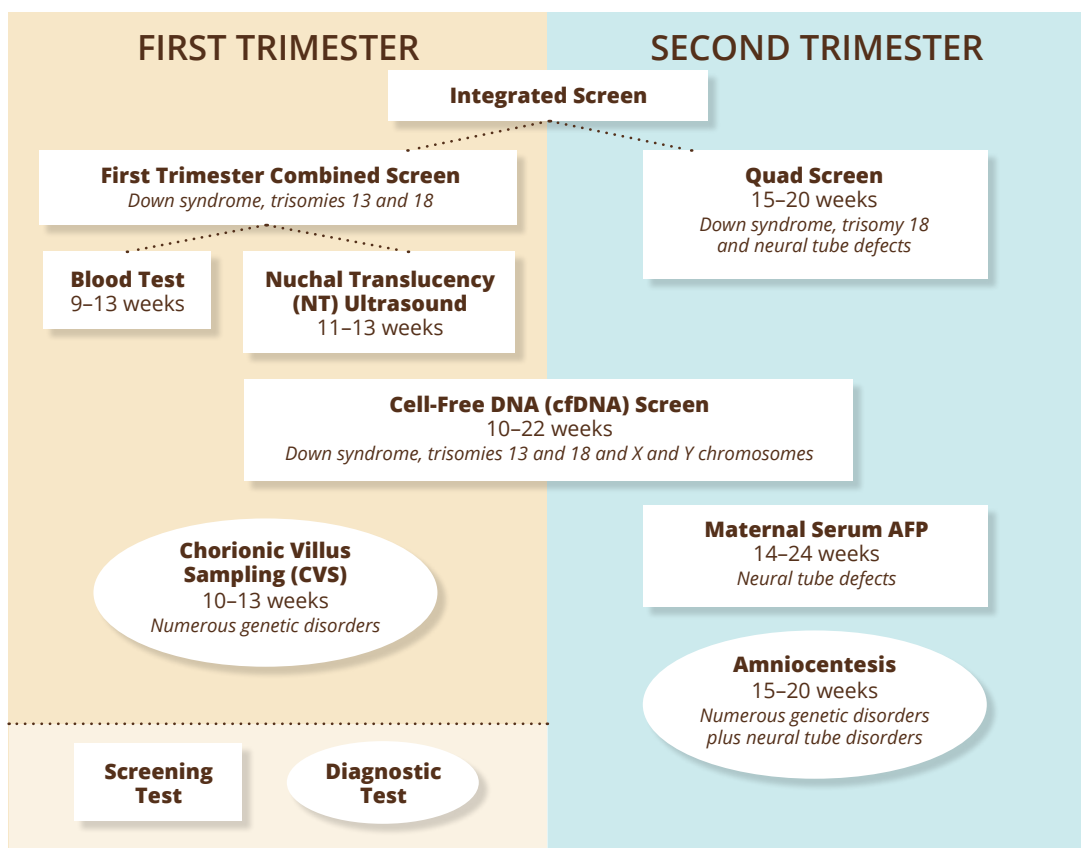 FIRST TRIMESTER
SECOND TRIMESTER
Integrated Screen
First Trimester Combined Screen
Down syndrome, trisomies 13 and 18
Quad Screen
15–20 weeks
Down syndrome, trisomy 18
and neural tube defects
Blood Test
9–13 weeks
Nuchal Translucency
(NT) Ultrasound
11–13 weeks
Cell-Free DNA (cfDNA) Screen
10–22 weeks
Down syndrome, trisomies 13 and 18 and X and Y chromosomes
Chorionic Villus
Sampling (CVS)
10–13 weeks
Numerous genetic disorders
Maternal Serum AFP
14–24 weeks
Neural tube defects
Amniocentesis
15–20 weeks
Numerous genetic disorders
plus neural tube disorders
Screening
Test
Diagnostic
Test